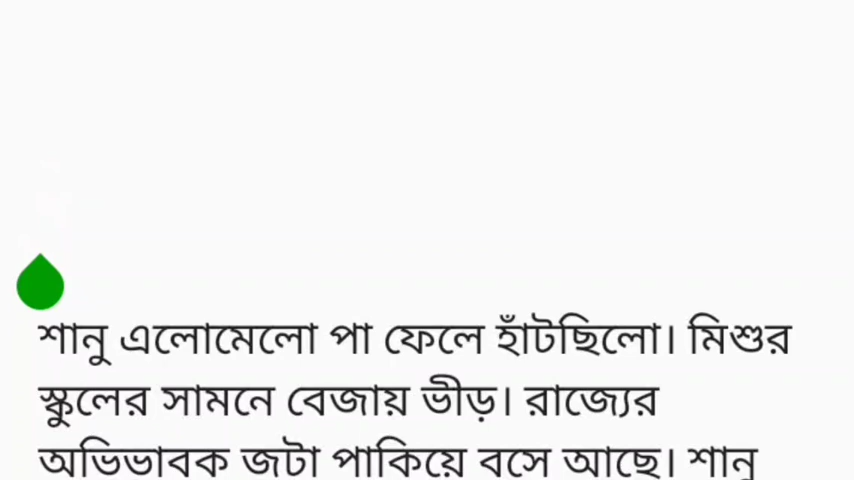 শানু এলোমেলো পা ফেলে হাঁটছিলো। মিশুর
স্কুলের সামনে বেজায় ভীড়। রাজ্যের
অভিভাবক জটা পাকিয়ে বসে আছে। শানু